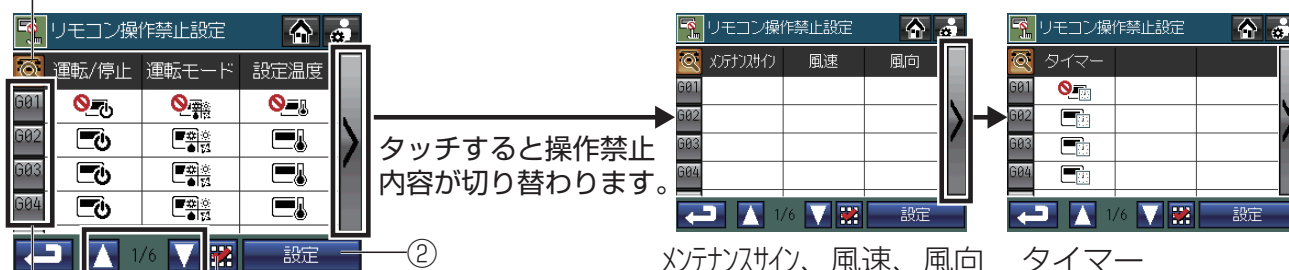 リモコン操作禁止設定
運転/停止 運転モード 設定温度
G01
G02
G03
G04
1/6 設定
②
タッチすると操作禁止
内容が切り替わります。
リモコン操作禁止設定
ﾒﾝﾃﾅﾝｽｻｲﾝ 風速 風向
G01
G02
G03
G04
1/6 設定
ﾒﾝﾃﾅﾝｽｻｲﾝ、風速、風向
リモコン操作禁止設定
タイマー
G01
G02
G03
G04
1/6 設定
タイマー